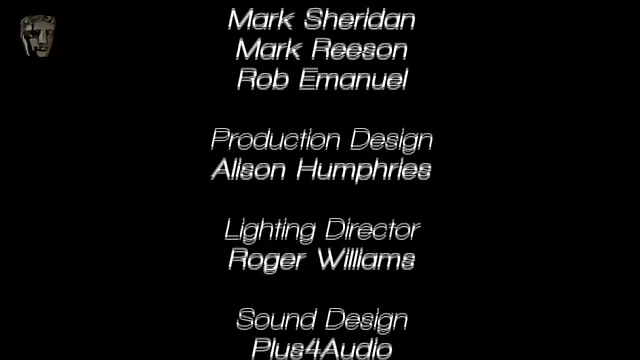 Mark Sheridan
Mark Reeson
Rob Emanuel
Production Design
Alison Humphries
Lighting Director
Roger Williams
Sound Design
Plus4Audio